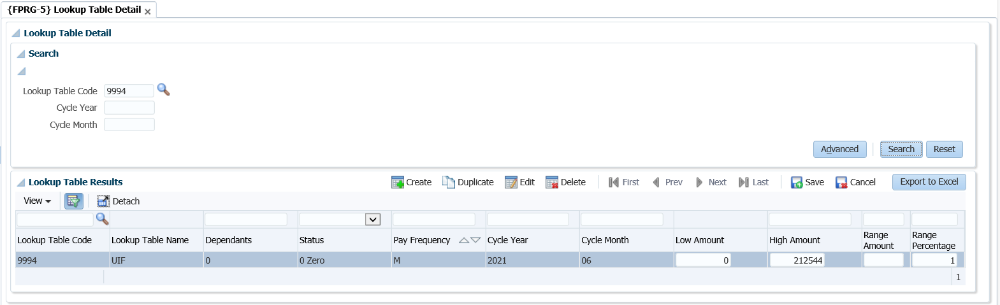 {FPRG-5} Lookup Table Detail
Lookup Table Detail
Search
Lookup Table Code 9994
Cycle Year
Cycle Month
Advanced Search Reset
Lookup Table Results Create Duplicate Edit Delete First Prev Next Last Save Cancel Export to Excel
View Detach
Lookup Table Code Lookup Table Name Dependants Status Pay Frequency Cycle Year Cycle Month Low Amount High Amount Range Amount Range Percentage
9994 UIF 0 0 Zero M 2021 06 0 212544 1
1